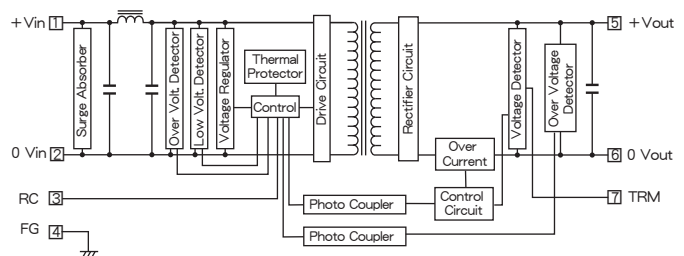 +Vin 1
Surge Absorber
Over Volt. Detector
Low Volt. Detector
Voltage Regulator
Thermal
Protector
Control
Drive Circuit
Rectifier Circuit
Voltage Detector
Over Voltage
Detector
5 +Vout
0 Vin 2
Over
Current
6 0 Vout
RC 3
Photo Coupler
Control
Circuit
7 TRM
FG 4
Photo Coupler